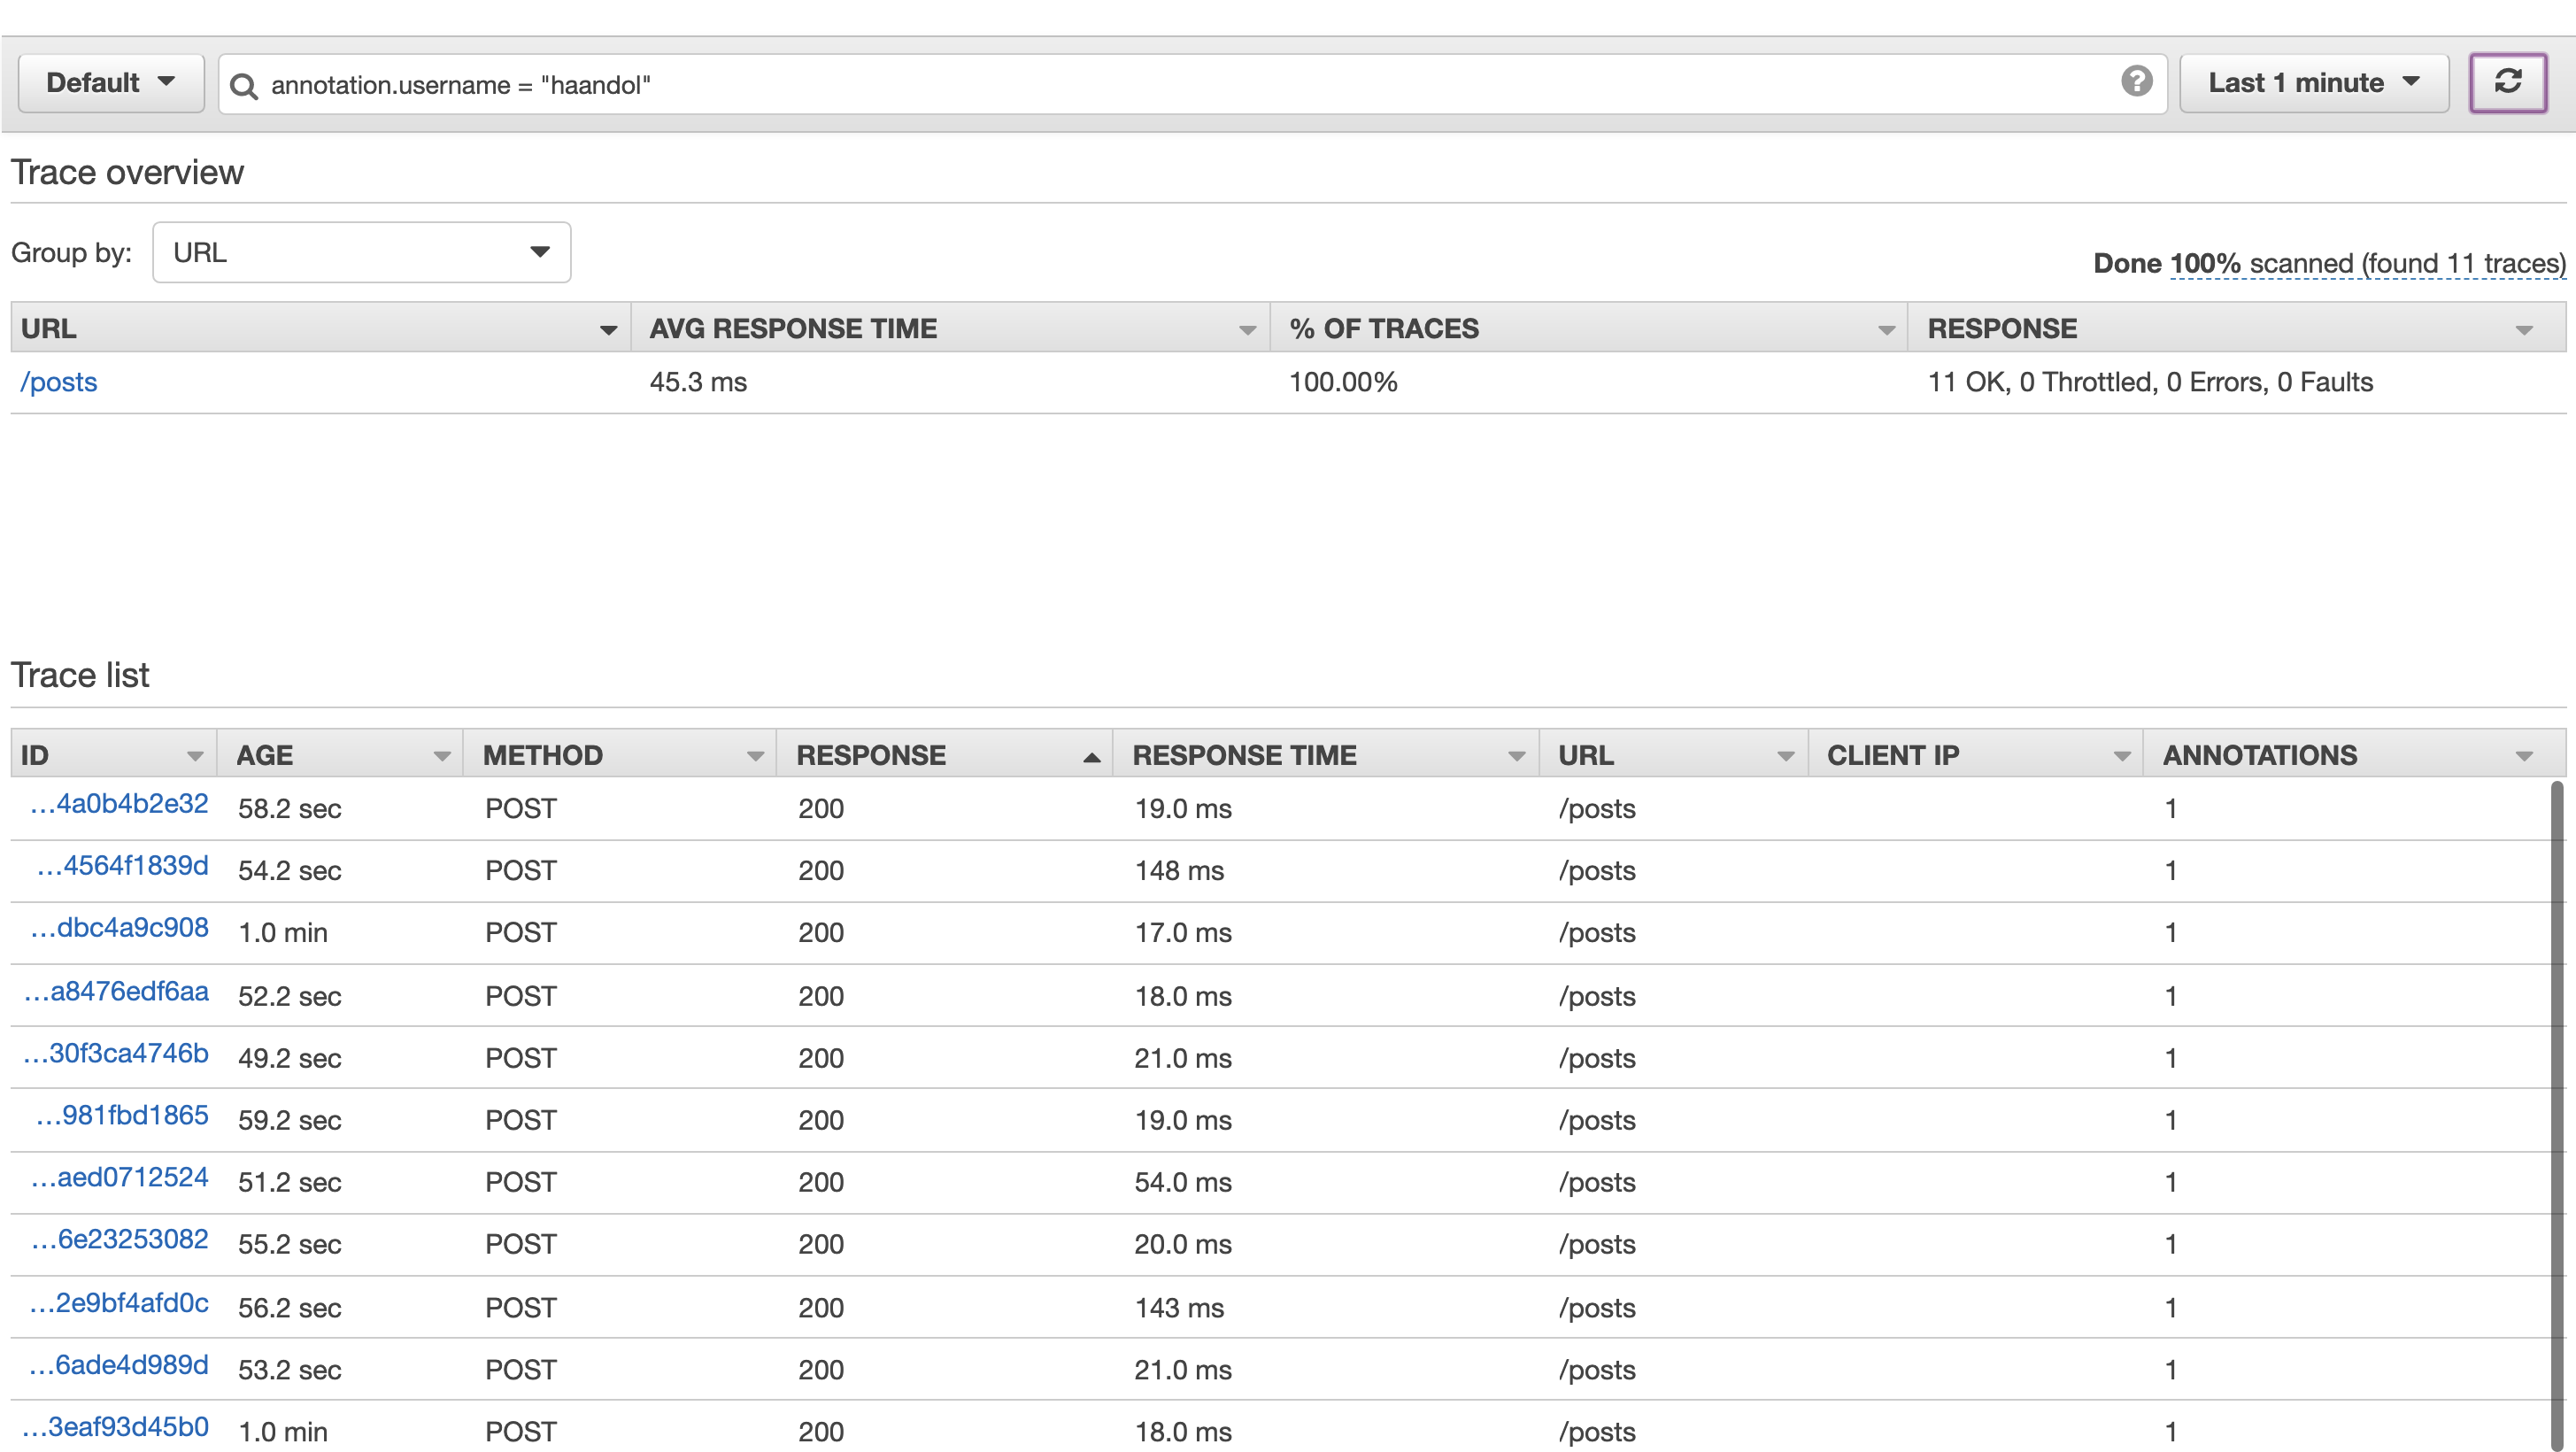 Default annotation.username = "haandol" ? Last 1 minute
Trace overview
Group by: URL
Done 100% scanned (found 11 traces)
URL AVG RESPONSE TIME % OF TRACES RESPONSE
/posts 45.3 ms 100.00% 11 OK, 0 Throttled, 0 Errors, 0 Faults
Trace list
ID AGE METHOD RESPONSE RESPONSE TIME URL CLIENT IP ANNOTATIONS
...4a0b4b2e32 58.2 sec POST 200 19.0 ms /posts 1
...4564f1839d 54.2 sec POST 200 148 ms /posts 1
...dbc4a9c908 1.0 min POST 200 17.0 ms /posts 1
...a8476edf6aa 52.2 sec POST 200 18.0 ms /posts 1
...30f3ca4746b 49.2 sec POST 200 21.0 ms /posts 1
...981fbd1865 59.2 sec POST 200 19.0 ms /posts 1
...aed0712524 51.2 sec POST 200 54.0 ms /posts 1
...6e23253082 55.2 sec POST 200 20.0 ms /posts 1
...2e9bf4afd0c 56.2 sec POST 200 143 ms /posts 1
...6ade4d989d 53.2 sec POST 200 21.0 ms /posts 1
...3eaf93d45b0 1.0 min POST 200 18.0 ms /posts 1